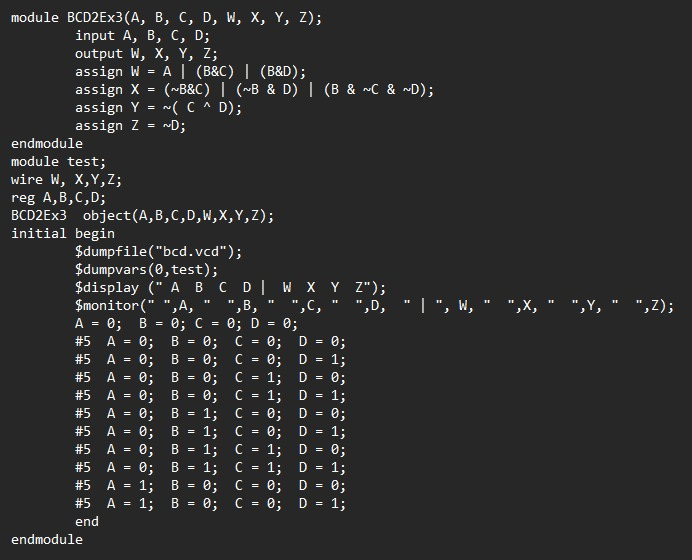 module BCD2Ex3(A, B, C, D, W, X, Y, Z);
input A, B, C, D;
output W, X, Y, Z;
assign W = A | (B&C) | (B&D);
assign X = (~B&C) | (~B & D) | (B & ~C & ~D);
assign Y = ~( C ^ D);
assign Z = ~D;
endmodule
module test;
wire W, X,Y,Z;
reg A,B,C,D;
BCD2Ex3  object(A,B,C,D,W,X,Y,Z);
initial begin
$dumpfile("bcd.vcd");
$dumpvars(0,test);
$display (" A  B  C  D |  W  X  Y  Z");
$monitor(" ",A, "  ",B, "  ",C, "  ",D,  " | ", W, "  ",X, "  ",Y, "  ",Z);
A = 0;  B = 0; C = 0; D = 0;
#5  A = 0;  B = 0;  C = 0;  D = 0;
#5  A = 0;  B = 0;  C = 0;  D = 1;
#5  A = 0;  B = 0;  C = 1;  D = 0;
#5  A = 0;  B = 0;  C = 1;  D = 1;
#5  A = 0;  B = 1;  C = 0;  D = 0;
#5  A = 0;  B = 1;  C = 0;  D = 1;
#5  A = 0;  B = 1;  C = 1;  D = 0;
#5  A = 0;  B = 1;  C = 1;  D = 1;
#5  A = 1;  B = 0;  C = 0;  D = 0;
#5  A = 1;  B = 0;  C = 0;  D = 1;
end
endmodule